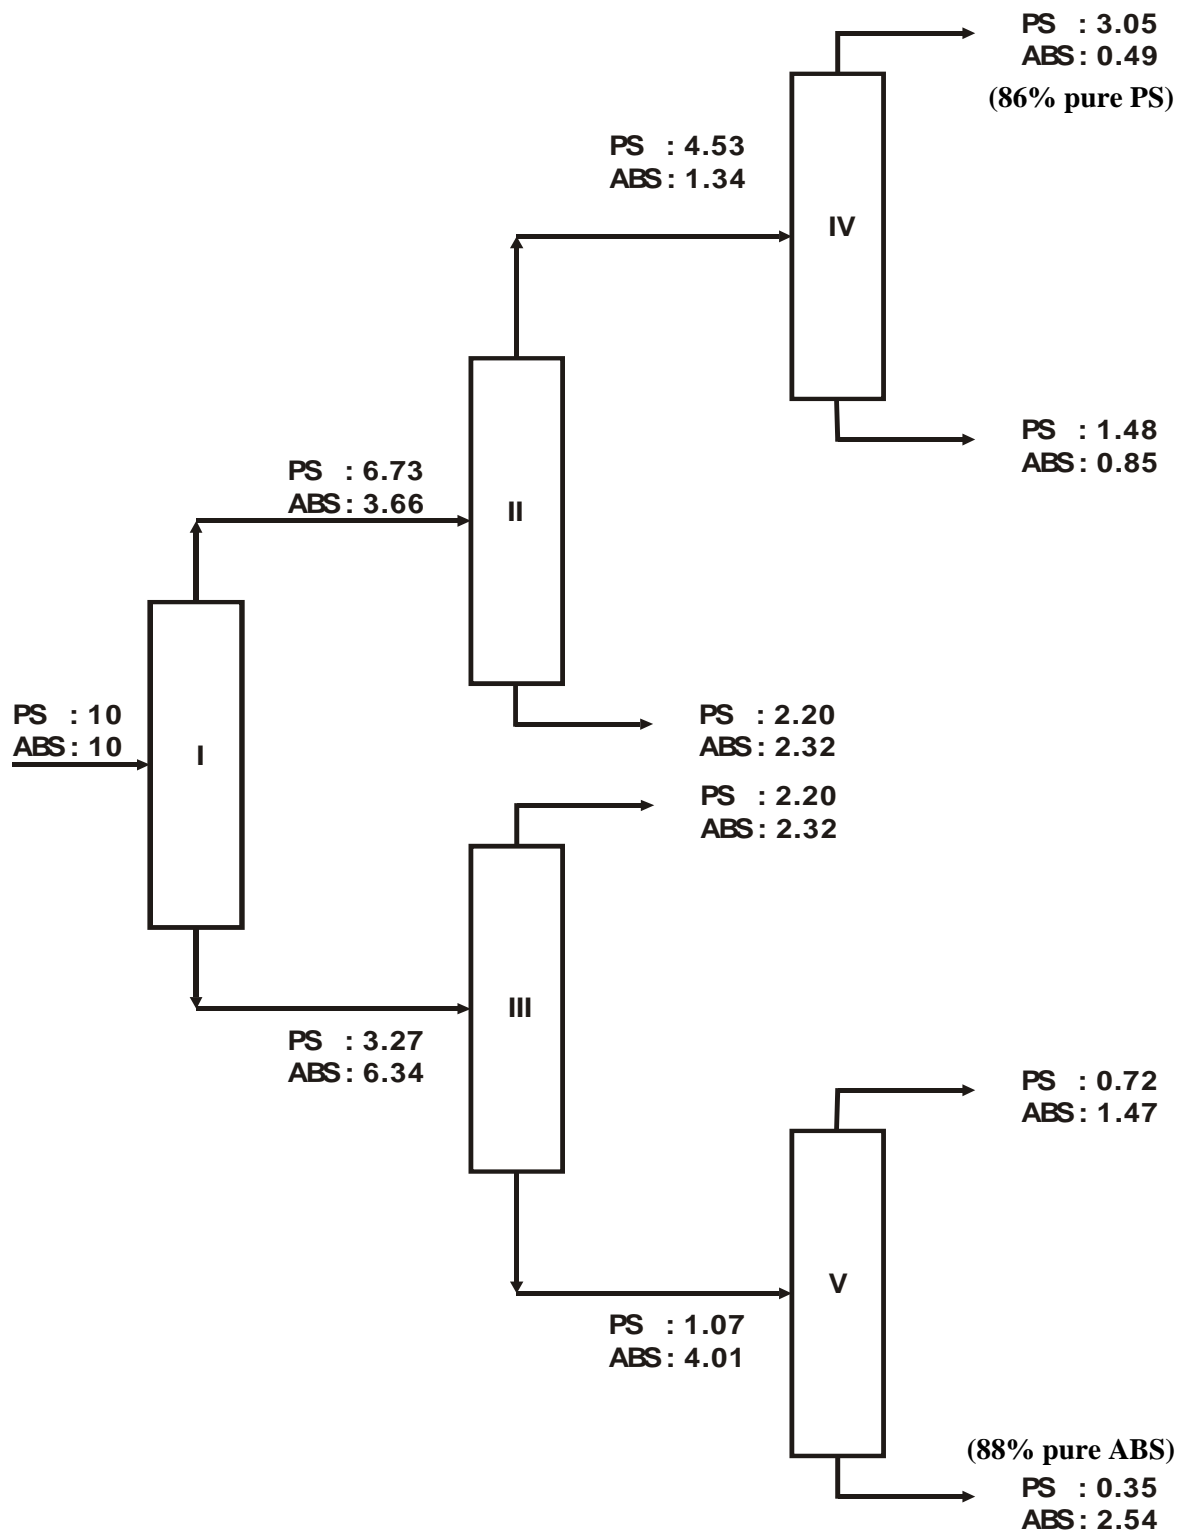 PS : 3.05
ABS : 0.49
(86% pure PS)
PS : 4.53
ABS : 1.34
IV
PS : 1.48
ABS : 0.85
PS : 6.73
ABS : 3.66
II
PS : 10
ABS : 10
I
PS : 2.20
ABS : 2.32
PS : 2.20
ABS : 2.32
III
PS : 3.27
ABS : 6.34
PS : 0.72
ABS : 1.47
V
PS : 1.07
ABS : 4.01
(88% pure ABS)
PS : 0.35
ABS : 2.54